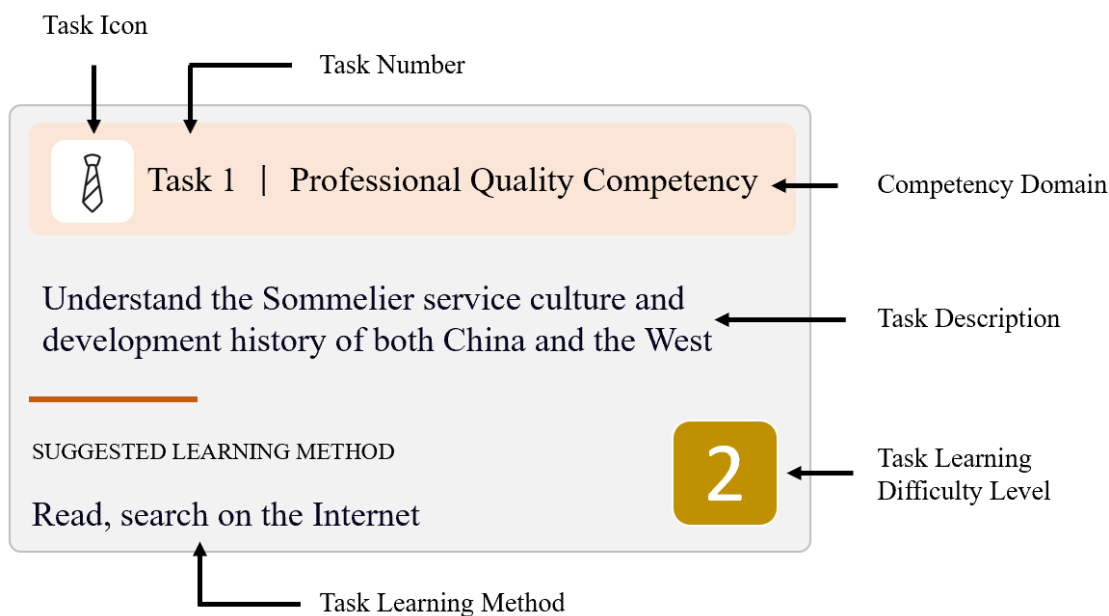 Task Icon
Task Number
Task 1 | Professional Quality Competency
Competency Domain
Understand the Sommelier service culture and
development history of both China and the West
Task Description
SUGGESTED LEARNING METHOD
2
Task Learning
Difficulty Level
Read, search on the Internet
Task Learning Method